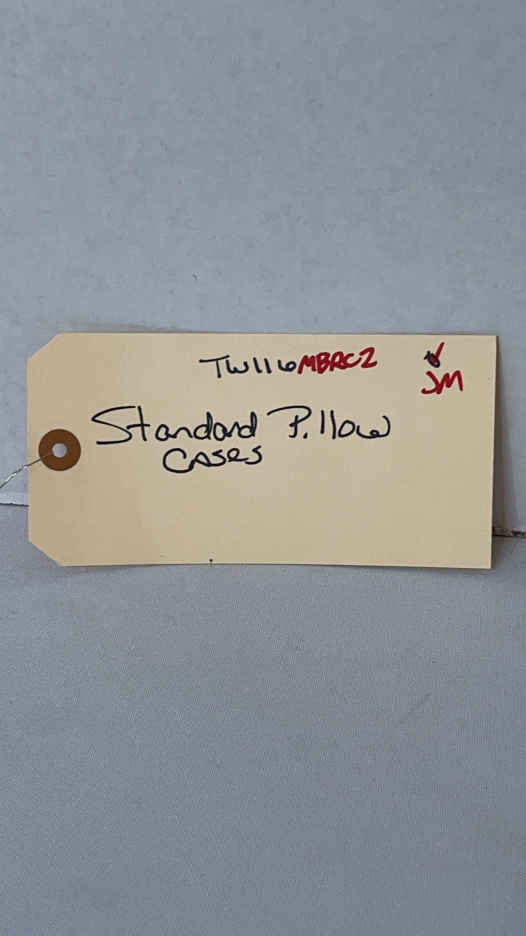 TW116MBRC2
JM
Standard Pillow
Cases